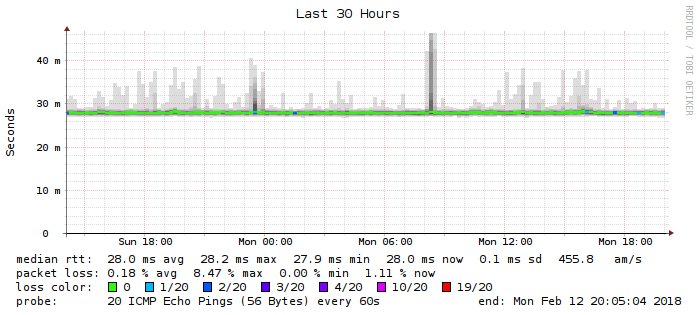 Last 30 Hours
RRDTOOL / TOBI OETIKER
Seconds
40 m
30 m
20 m
10 m
0
Sun 18:00 Mon 00:00 Mon 06:00 Mon 12:00 Mon 18:00
median rtt: 28.0 ms avg 28.2 ms max 27.9 ms min 28.0 ms now 0.1 ms sd 455.8 am/s
packet loss: 0.18 % avg 8.47 % max 0.00 % min 1.11 % now
loss color: 0 1/20 2/20 3/20 4/20 10/20 19/20
probe: 20 ICMP Echo Pings (56 Bytes) every 60s end: Mon Feb 12 20:05:04 2018